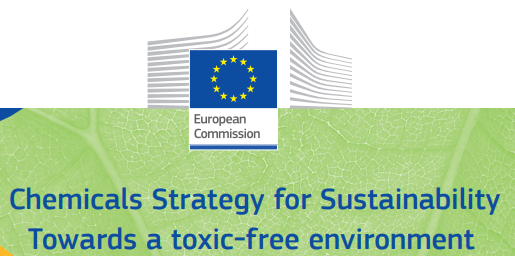 European
Commission
Chemicals Strategy for Sustainability
Towards a toxic-free environment